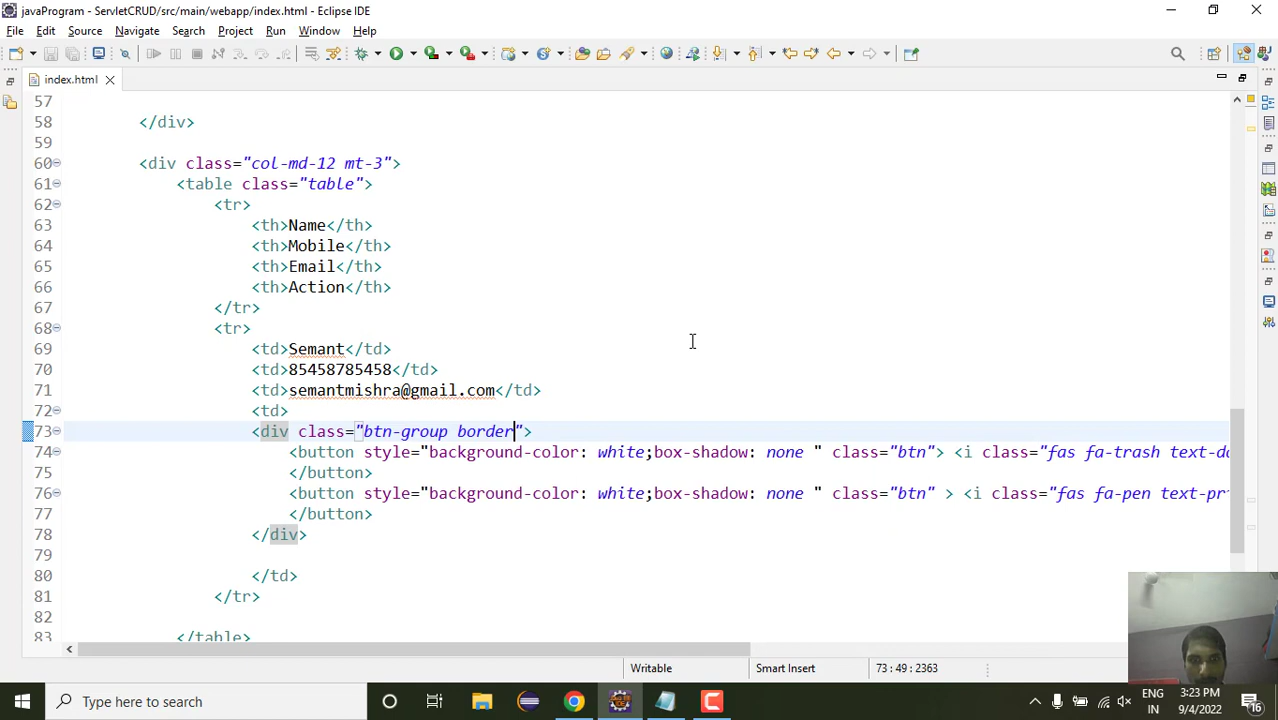 javaProgram - ServletCRUD/src/main/webapp/index.html - Eclipse IDE
File Edit Source Navigate Search Project Run Window Help
index.html
57
58 </div>
59
60 <div class="col-md-12 mt-3">
61 <table class="table">
62 <tr>
63 <th>Name</th>
64 <th>Mobile</th>
65 <th>Email</th>
66 <th>Action</th>
67 </tr>
68 <tr>
69 <td>Semant</td>
70 <td>85458785458</td>
71 <td>semantmishra@gmail.com</td>
72 <td>
73 <div class="btn-group border">
74 <button style="background-color: white;box-shadow: none " class="btn"> <i class="fas fa-trash text-da
75 </button>
76 <button style="background-color: white;box-shadow: none " class="btn" > <i class="fas fa-pen text-pr
77 </button>
78 </div>
79
80 </td>
81 </tr>
82
83 </table>
Writable Smart Insert 73 : 49 : 2363
Type here to search
ENG
IN
3:23 PM
9/4/2022
16